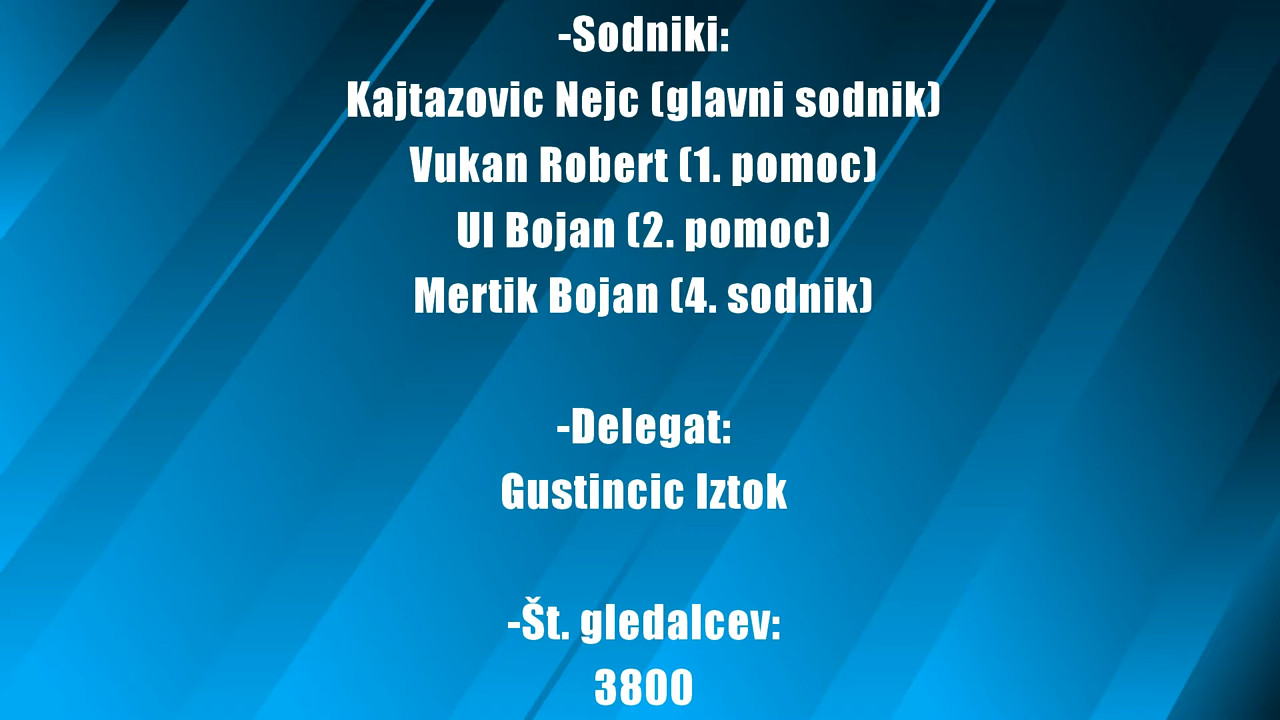 -Sodniki:
Kajtazovic Nejc (glavni sodnik)
Vukan Robert (1. pomoc)
Ul Bojan (2. pomoc)
Mertik Bojan (4. sodnik)
-Delegat:
Gustincic Iztok
-Št. gledalcev:
3800